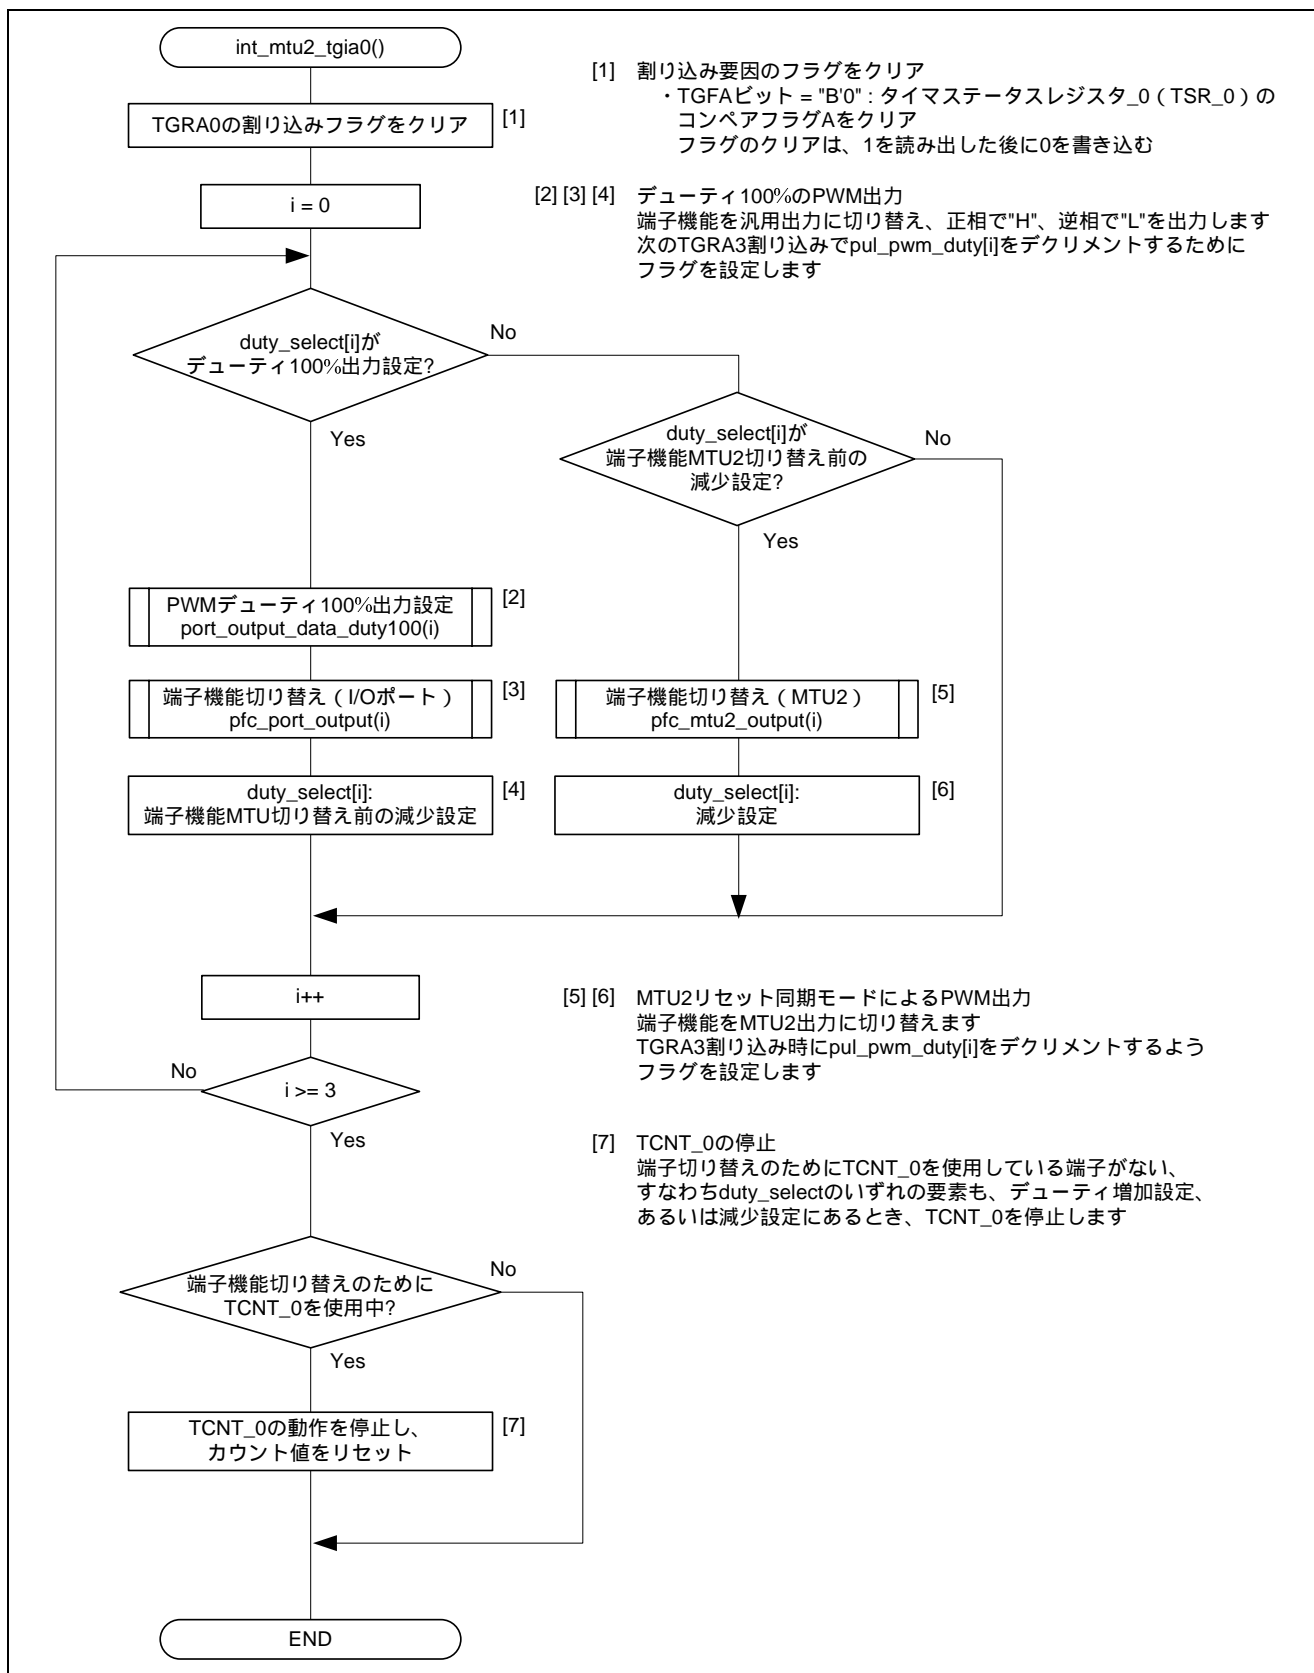 int_mtu2_tgia0()
TGRA0の割り込みフラグをクリア
[1]
i = 0
[1] 割り込み要因のフラグをクリア
・TGFAビット = "B'0" : タイマステータスレジスタ_0（TSR_0）の
コンペアフラグAをクリア
フラグのクリアは、1を読み出した後に0を書き込む
[2] [3] [4] デューティ100%のPWM出力
端子機能を汎用出力に切り替え、正相で"H"、逆相で"L"を出力します
次のTGRA3割り込みでpul_pwm_duty[i]をデクリメントするために
フラグを設定します
duty_select[i]が
デューティ100%出力設定?
No
Yes
duty_select[i]が
端子機能MTU2切り替え前の
減少設定?
No
Yes
PWMデューティ100%出力設定
port_output_data_duty100(i)
[2]
端子機能切り替え（I/Oポート）
pfc_port_output(i)
[3]
端子機能切り替え（MTU2）
pfc_mtu2_output(i)
[5]
duty_select[i]:
端子機能MTU切り替え前の減少設定
[4]
duty_select[i]:
減少設定
[6]
i++
[5] [6] MTU2リセット同期モードによるPWM出力
端子機能をMTU2出力に切り替えます
TGRA3割り込み時にpul_pwm_duty[i]をデクリメントするよう
フラグを設定します
No
i >= 3
Yes
[7] TCNT_0の停止
端子切り替えのためにTCNT_0を使用している端子がない、
すなわちduty_selectのいずれの要素も、デューティ増加設定、
あるいは減少設定にあるとき、TCNT_0を停止します
端子機能切り替えのために
TCNT_0を使用中?
No
Yes
TCNT_0の動作を停止し、
カウント値をリセット
[7]
END